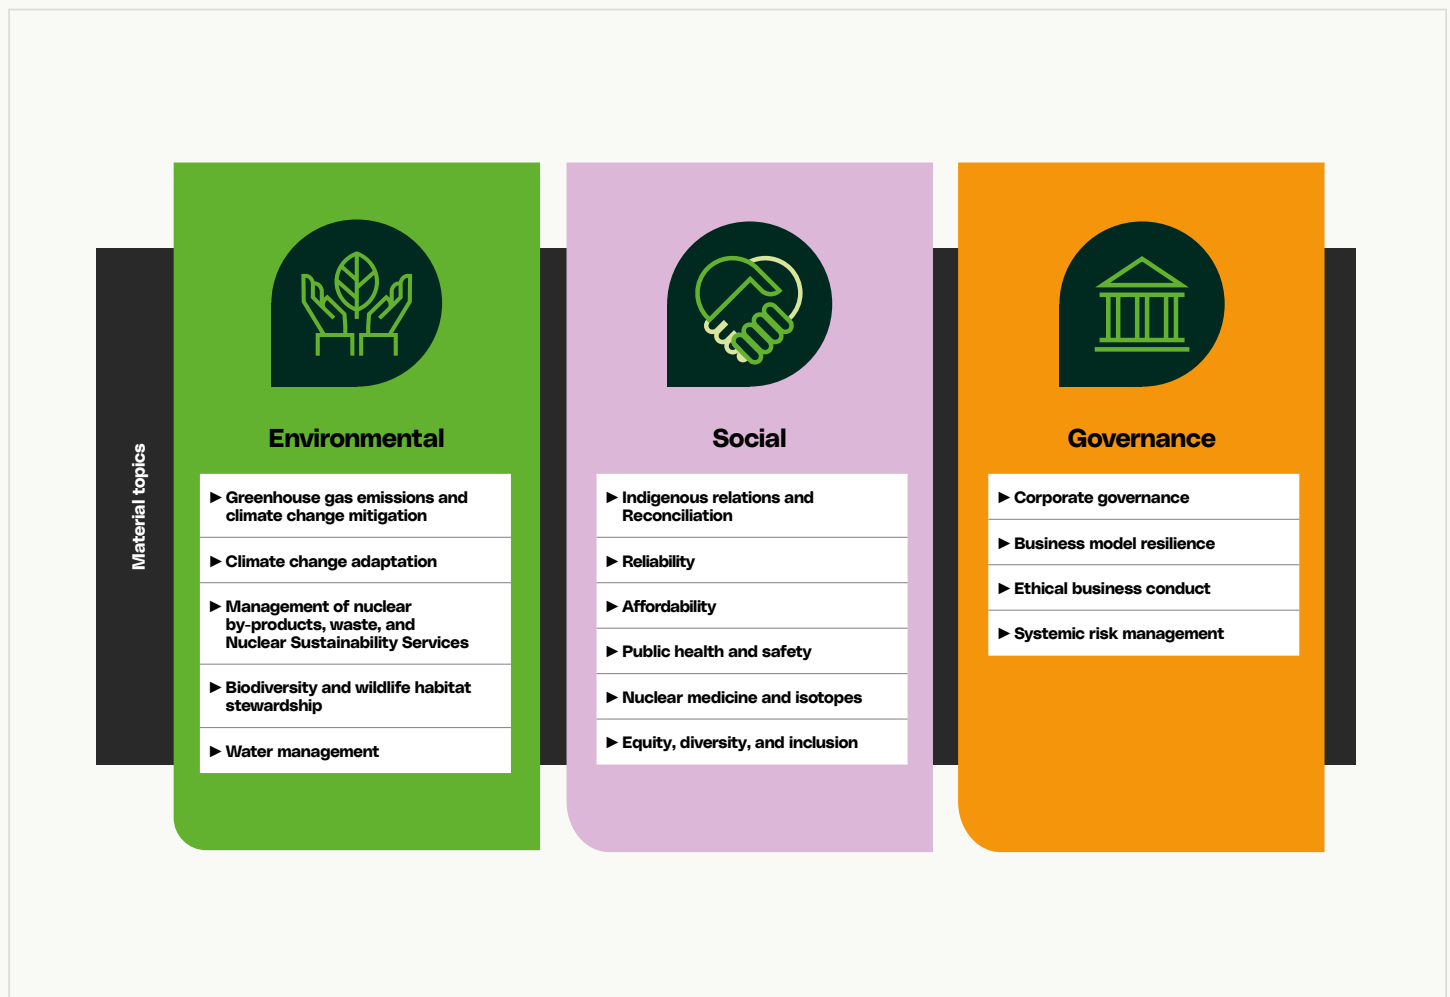 Material topics
Environmental
► Greenhouse gas emissions and
climate change mitigation
► Climate change adaptation
► Management of nuclear
by-products, waste, and
Nuclear Sustainability Services
► Biodiversity and wildlife habitat
stewardship
► Water management
Social
► Indigenous relations and
Reconciliation
► Reliability
► Affordability
► Public health and safety
► Nuclear medicine and isotopes
► Equity, diversity, and inclusion
Governance
► Corporate governance
► Business model resilience
► Ethical business conduct
► Systemic risk management